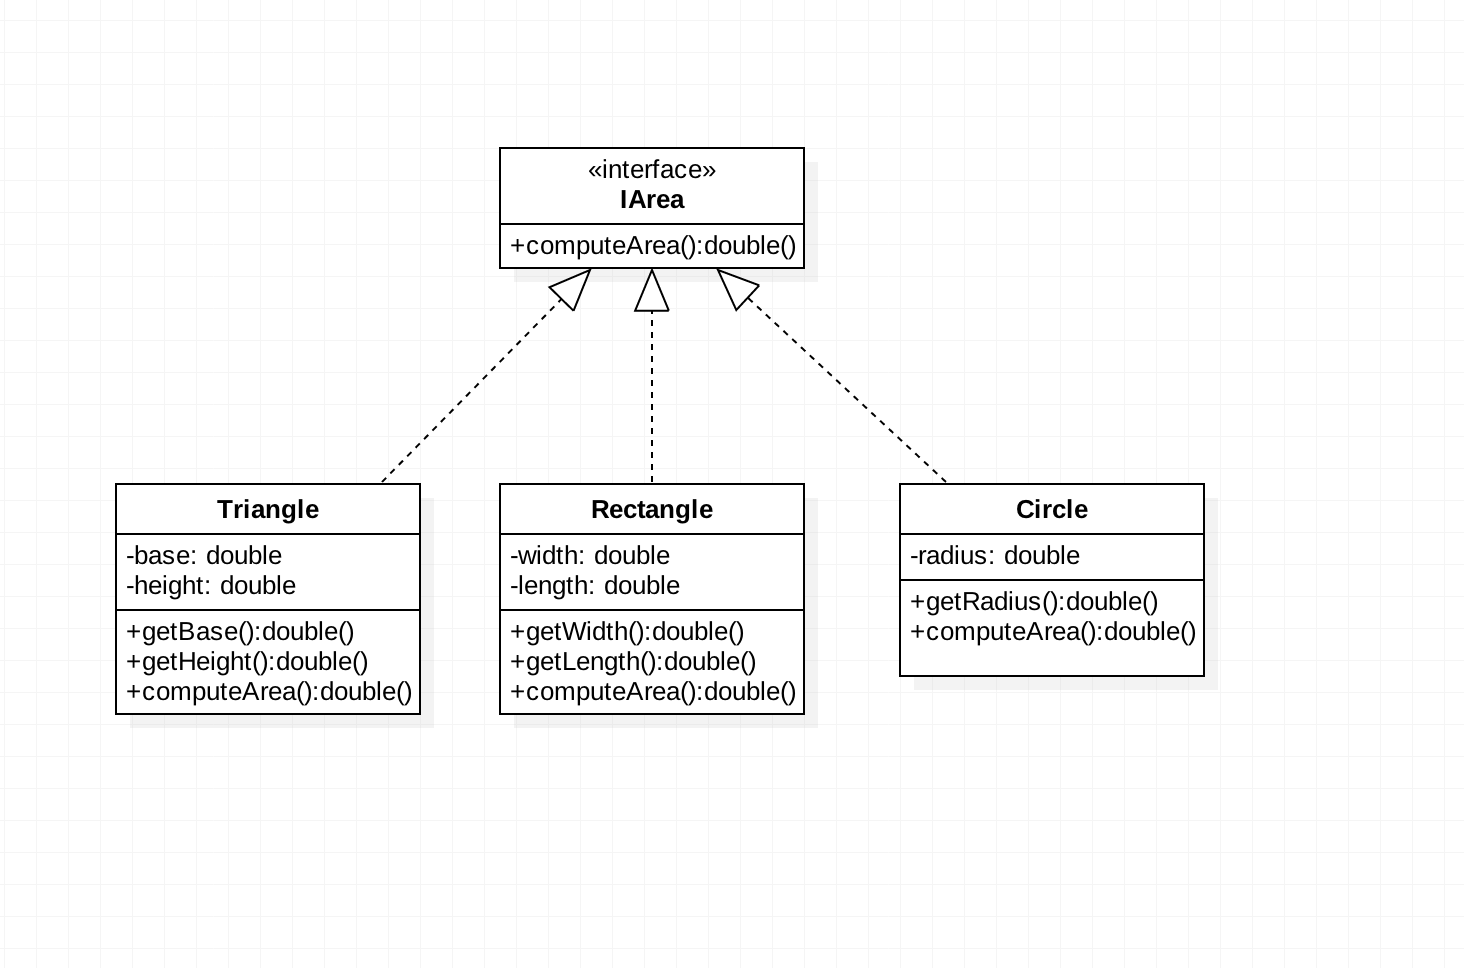 «interface»
IArea
+computeArea():double()
Triangle
-base: double
-height: double
+getBase():double()
+getHeight():double()
+computeArea():double()
Rectangle
-width: double
-length: double
+getWidth():double()
+getLength():double()
+computeArea():double()
Circle
-radius: double
+getRadius():double()
+computeArea():double()